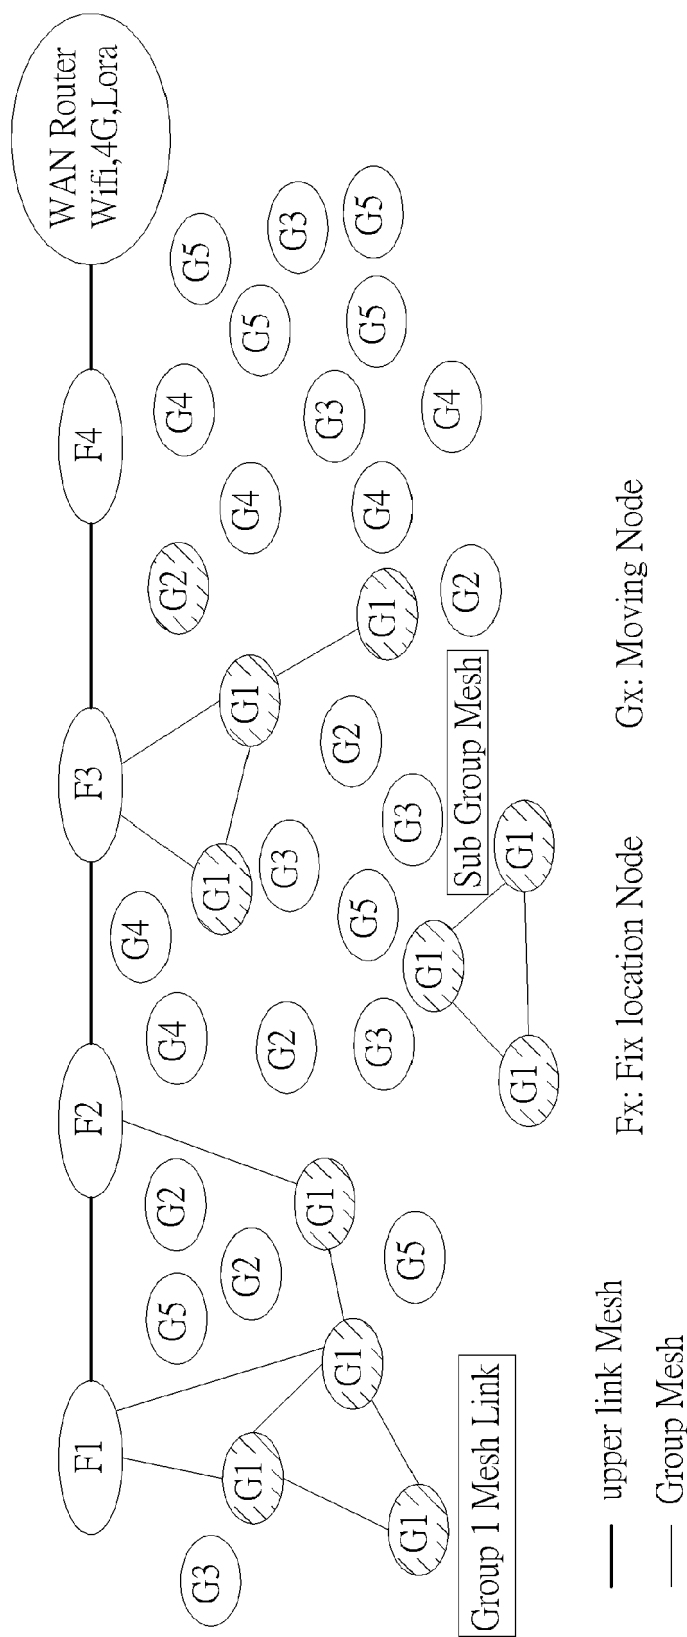 WAN Router
Wifi,4G,Lora
F1
F2
F3
F4
G4
G5
G2
G4
G2
G4
G5
G3
G1
G1
G2
G1
G4
G5
G2
G3
G3
G1
G3
G1
G2
G3
G5
G1
G4
G5
G5
G1
G5
G3
G1
G4
Sub Group Mesh
G2
Group 1 Mesh Link
G1
G1
upper link Mesh
Group Mesh
Fx: Fix location Node
Gx: Moving Node